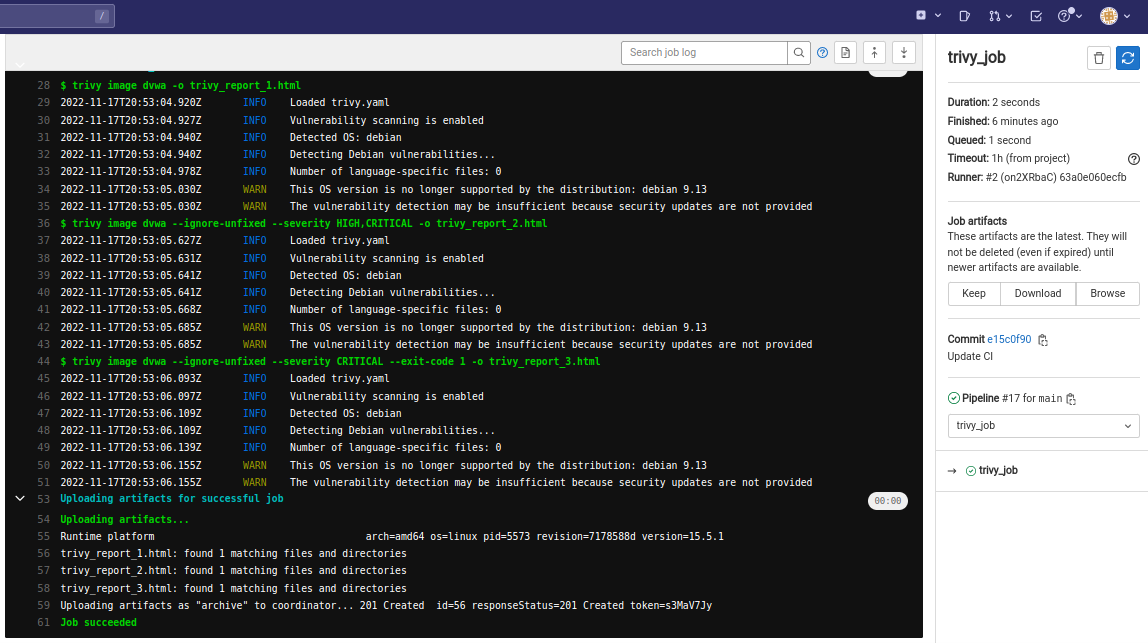 /
Search job log
28 $ trivy image dvwa -o trivy_report_1.html
29 2022-11-17T20:53:04.920Z INFO Loaded trivy.yaml
30 2022-11-17T20:53:04.927Z INFO Vulnerability scanning is enabled
31 2022-11-17T20:53:04.940Z INFO Detected OS: debian
32 2022-11-17T20:53:04.940Z INFO Detecting Debian vulnerabilities...
33 2022-11-17T20:53:04.978Z INFO Number of language-specific files: 0
34 2022-11-17T20:53:05.030Z WARN This OS version is no longer supported by the distribution: debian 9.13
35 2022-11-17T20:53:05.030Z WARN The vulnerability detection may be insufficient because security updates are not provided
36 $ trivy image dvwa --ignore-unfixed --severity HIGH,CRITICAL -o trivy_report_2.html
37 2022-11-17T20:53:05.627Z INFO Loaded trivy.yaml
38 2022-11-17T20:53:05.631Z INFO Vulnerability scanning is enabled
39 2022-11-17T20:53:05.641Z INFO Detected OS: debian
40 2022-11-17T20:53:05.641Z INFO Detecting Debian vulnerabilities...
41 2022-11-17T20:53:05.668Z INFO Number of language-specific files: 0
42 2022-11-17T20:53:05.685Z WARN This OS version is no longer supported by the distribution: debian 9.13
43 2022-11-17T20:53:05.685Z WARN The vulnerability detection may be insufficient because security updates are not provided
44 $ trivy image dvwa --ignore-unfixed --severity CRITICAL --exit-code 1 -o trivy_report_3.html
45 2022-11-17T20:53:06.093Z INFO Loaded trivy.yaml
46 2022-11-17T20:53:06.097Z INFO Vulnerability scanning is enabled
47 2022-11-17T20:53:06.109Z INFO Detected OS: debian
48 2022-11-17T20:53:06.109Z INFO Detecting Debian vulnerabilities...
49 2022-11-17T20:53:06.139Z INFO Number of language-specific files: 0
50 2022-11-17T20:53:06.155Z WARN This OS version is no longer supported by the distribution: debian 9.13
51 2022-11-17T20:53:06.155Z WARN The vulnerability detection may be insufficient because security updates are not provided
53 Uploading artifacts for successful job 00:00
54 Uploading artifacts...
55 Runtime platform arch=amd64 os=linux pid=5573 revision=7178588d version=15.5.1
56 trivy_report_1.html: found 1 matching files and directories
57 trivy_report_2.html: found 1 matching files and directories
58 trivy_report_3.html: found 1 matching files and directories
59 Uploading artifacts as "archive" to coordinator... 201 Created id=56 responseStatus=201 Created token=s3MaV7Jy
61 Job succeeded
trivy_job
Duration: 2 seconds
Finished: 6 minutes ago
Queued: 1 second
Timeout: 1h (from project)
Runner: #2 (on2XRbaC) 63a0e060ecfb
Job artifacts
These artifacts are the latest. They will
not be deleted (even if expired) until
newer artifacts are available.
Keep Download Browse
Commit e15c0f90
Update CI
Pipeline #17 for main
trivy_job
→ trivy_job